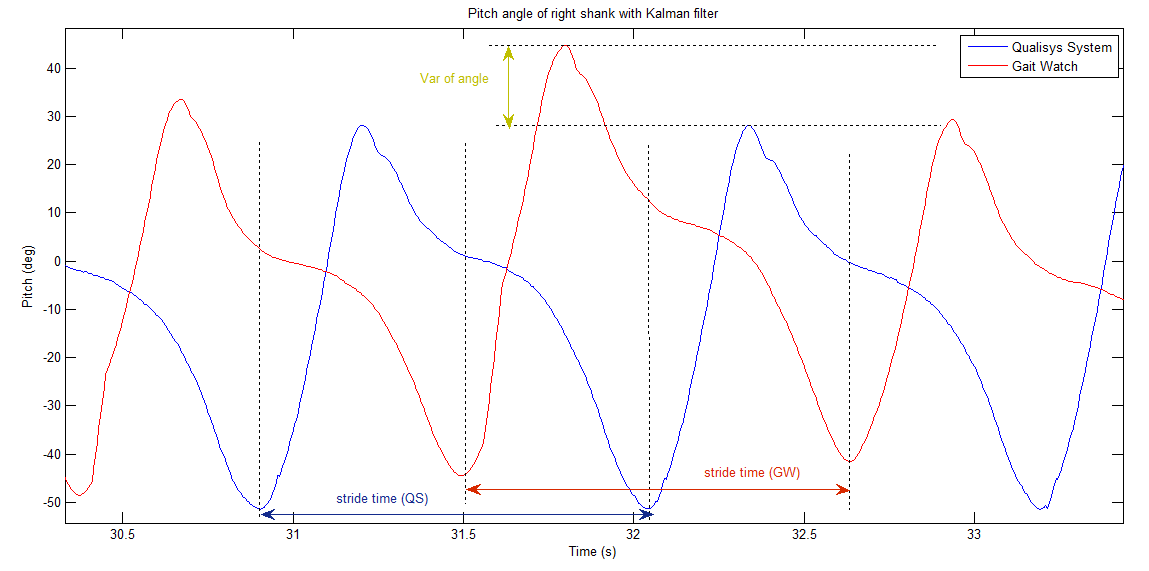 Pitch angle of right shank with Kalman filter
Qualisys System
Gait Watch
Var of angle
40
30
20
10
0
-10
-20
-30
-40
-50
Pitch (deg)
stride time (GW)
stride time (QS)
30.5 31 31.5 32 32.5 33
Time (s)